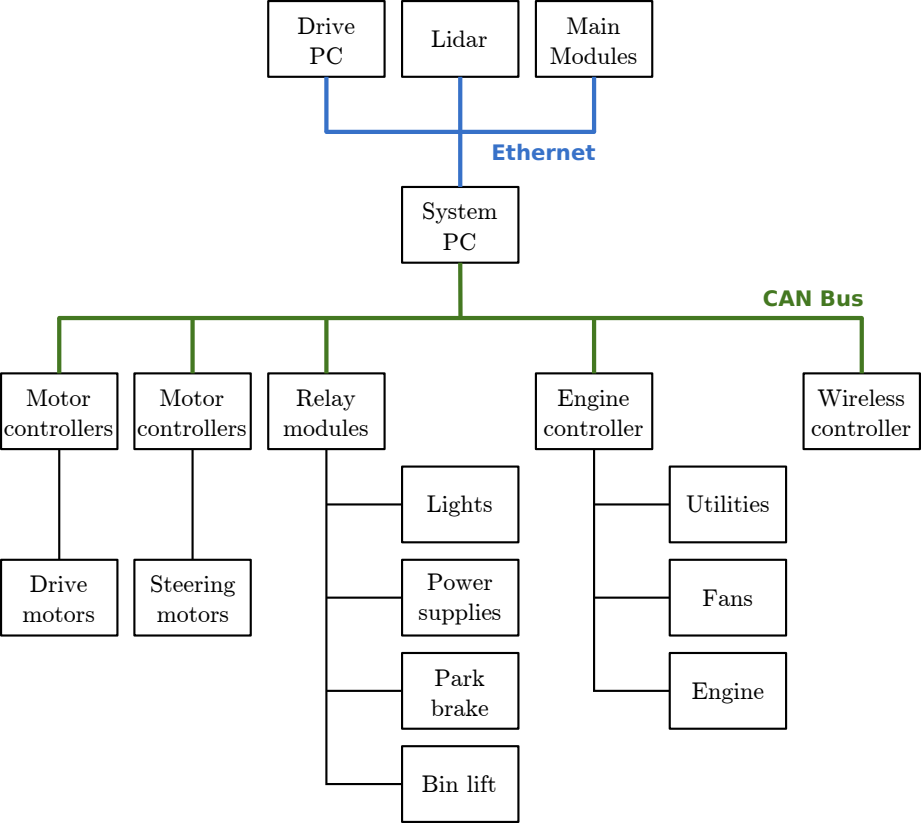 Drive
PC
Lidar
Main
Modules
Ethernet
System
PC
CAN Bus
Motor
controllers
Motor
controllers
Relay
modules
Engine
controller
Wireless
controller
Lights
Utilities
Drive
motors
Steering
motors
Power
supplies
Fans
Park
brake
Engine
Bin lift